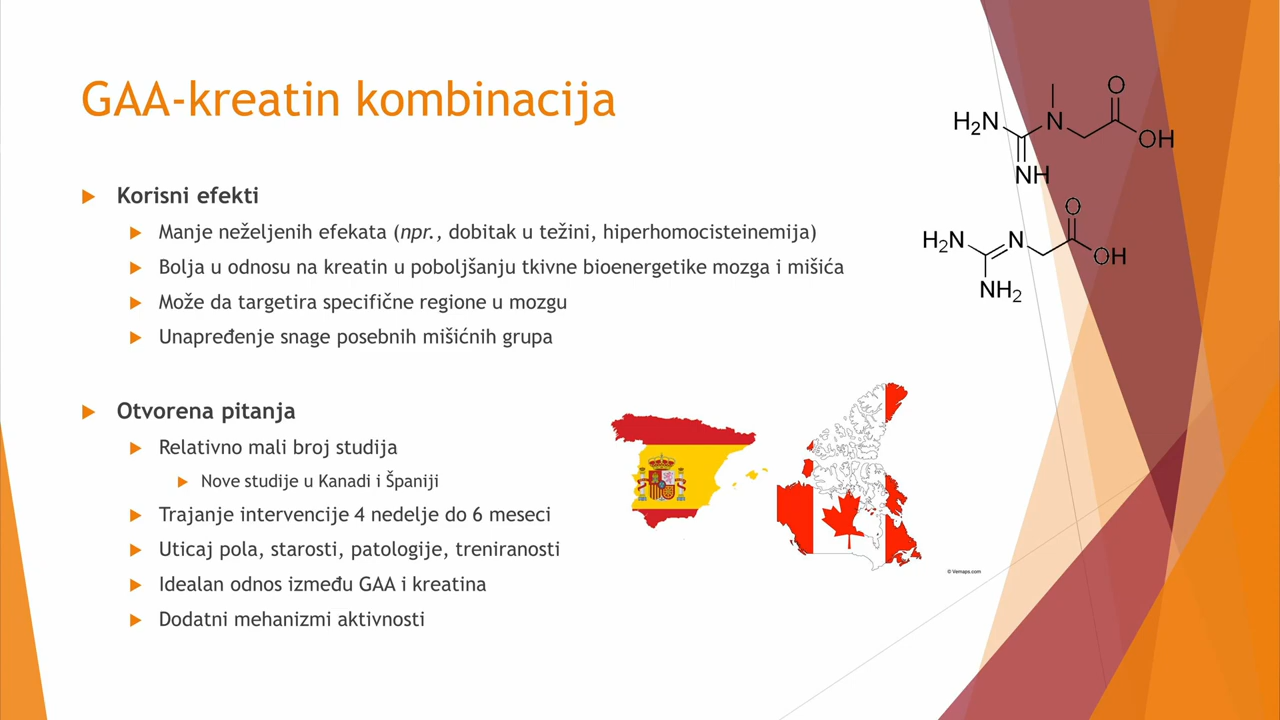 GAA-kreatin kombinacija
Korisni efekti
Manje neželjenih efekata (npr., dobitak u težini, hiperhomocisteinemija)
Bolja u odnosu na kreatin u poboljšanju tkivne bioenergetike mozga i mišića
Može da targetira specifične regione u mozgu
Unapređenje snage posebnih mišićnih grupa
Otvorena pitanja
Relativno mali broj studija
Nove studije u Kanadi i Španiji
Trajanje intervencije 4 nedelje do 6 meseci
Uticaj pola, starosti, patologije, treniranosti
Idealan odnos između GAA i kreatina
Dodatni mehanizmi aktivnosti
O
H2N N OH
NH
O
H2N N OH
NH2
© Vemaps.com